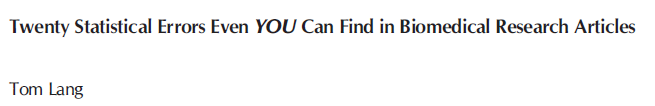 Twenty Statistical Errors Even YOU Can Find in Biomedical Research Articles
Tom Lang